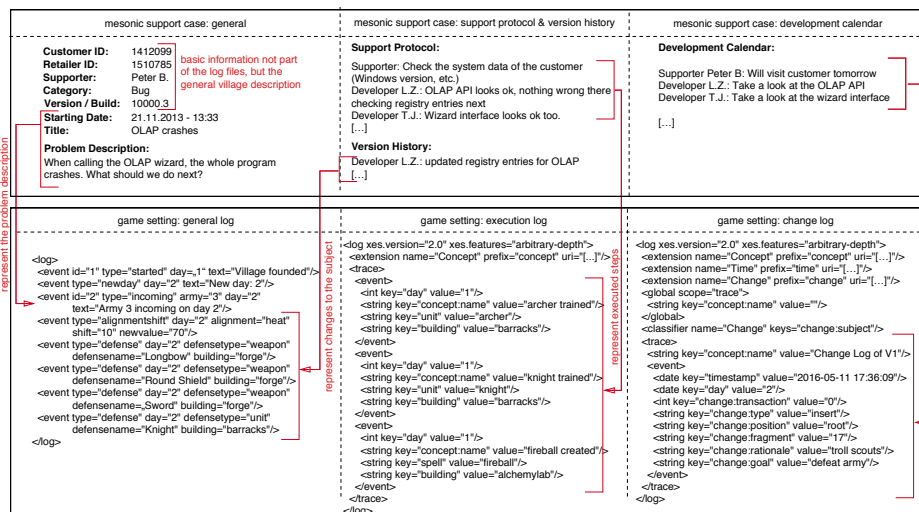 mesonic support case: general
Customer ID: 1412099
Retailer ID: 1510785
Supporter: Peter B.
Category: Bug
Version / Build: 10000.3
Starting Date: 21.11.2013 - 13:33
Title: OLAP crashes
Problem Description:
When calling the OLAP wizard, the whole program
crashes. What should we do next?
basic information not part
of the log files, but the
general village description
mesonic support case: support protocol & version history
Support Protocol:
Supporter: Check the system data of the customer
(Windows version, etc.)
Developer L.Z.: OLAP API looks ok, nothing wrong there
checking registry entries next
Developer T.J.: Wizard interface looks ok too.
[...]
Version History:
Developer L.Z.: updated registry entries for OLAP
[...]
mesonic support case: development calendar
Development Calendar:
Supporter Peter B: Will visit customer tomorrow
Developer L.Z.: Take a look at the OLAP API
Developer T.J.: Take a look at the wizard interface
[...]
represent the problem description
game setting: general log
<log>
<event id="1" type="started" day=„1“ text="Village founded"/>
<event type="newday" day="2" text="New day: 2"/>
<event id="2" type="incoming" army="3" day="2"
text="Army 3 incoming on day 2">
<event type="alignmentshift" day="2" alignment="heat"
shift="10" newvalue="70"/>
<event type="defense" day="2" defensetype="weapon"
defensename="Longbow" building="forge"/>
<event type="defense" day="2" defensetype="weapon"
defensename="Round Shield" building="forge"/>
<event type="defense" day="2" defensetype="weapon"
defensename=„Sword" building="forge"/>
<event type="defense" day="2" defensetype="unit"
defensename="Knight" building="barracks"/>
</log>
represent changes to the subject
game setting: execution log
<log xes.version="2.0" xes.features="arbitrary-depth">
<extension name="Concept" prefix="concept" uri="[...]"/>
<trace>
<event>
<int key="day" value="1"/>
<string key="concept:name" value="archer trained"/>
<string key="unit" value="archer"/>
<string key="building" value="barracks"/>
</event>
<event>
<int key="day" value="1"/>
<string key="concept:name" value="knight trained"/>
<string key="unit" value="knight"/>
<string key="building" value="barracks"/>
</event>
<event>
<int key="day" value="1"/>
<string key="concept:name" value="fireball created"/>
<string key="spell" value="fireball"/>
<string key="building" value="alchemylab"/>
</event>
</trace>
</log>
represent executed steps
game setting: change log
<log xes.version="2.0" xes.features="arbitrary-depth">
<extension name="Concept" prefix="concept" uri="[...]"/>
<extension name="Time" prefix="time" uri="[...]"/>
<extension name="Change" prefix="change" uri="[...]"/>
<global scope="trace">
<string key="concept:name" value=""/>
</global>
<classifier name="Change" keys="change:subject"/>
<trace>
<string key="concept:name" value="Change Log of V1"/>
<event>
<date key="timestamp" value="2016-05-11 17:36:09"/>
<date key="day" value="2"/>
<int key="change:transaction" value="0"/>
<string key="change:type" value="insert"/>
<string key="change:position" value="root"/>
<string key="change:fragment" value="17"/>
<string key="change:rationale" value="troll scouts"/>
<string key="change:goal" value="defeat army"/>
</event>
</trace>
</log>